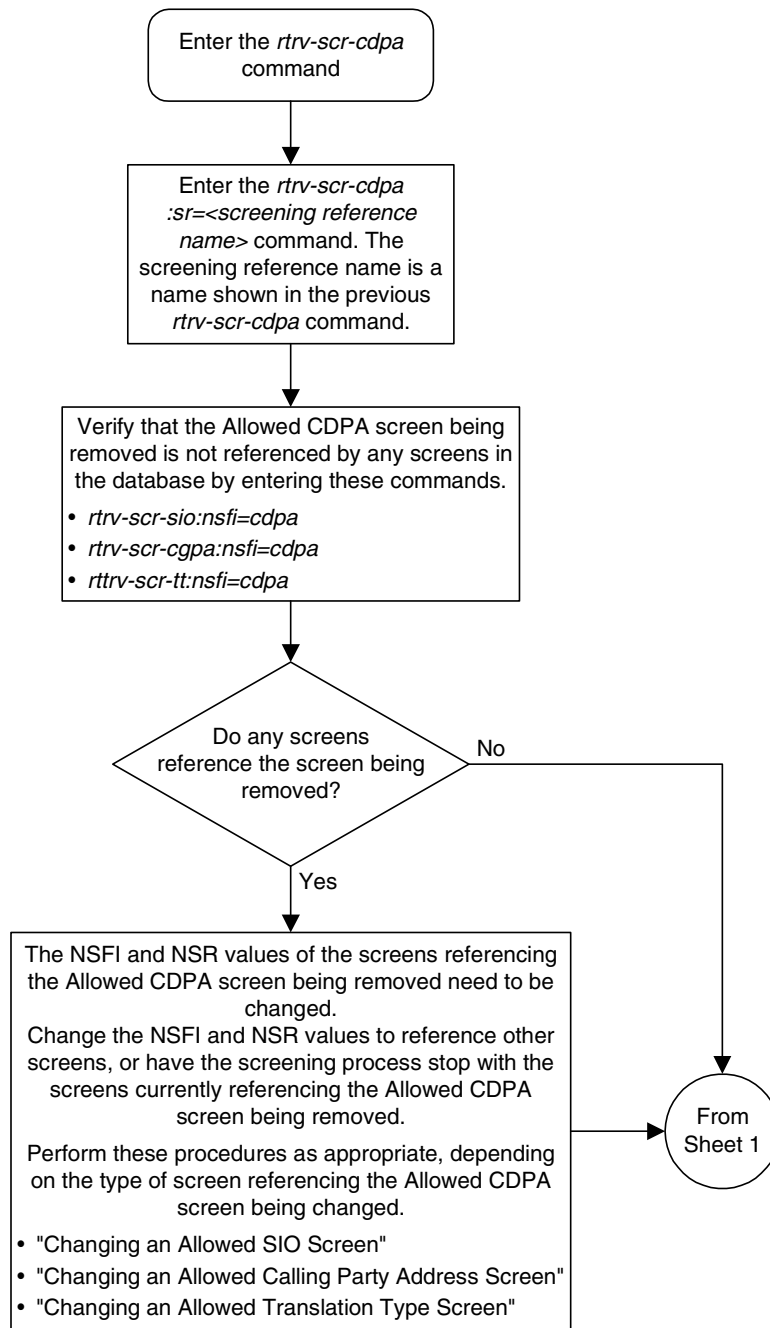 Enter the rtrv-scr-cdpa
command
Enter the rtrv-scr-cdpa
:sr=<screening reference
name> command. The
screening reference name is a
name shown in the previous
rtrv-scr-cdpa command.
Verify that the Allowed CDPA screen being
removed is not referenced by any screens in
the database by entering these commands.
• rtrv-scr-sio:nsfi=cdpa
• rtrv-scr-cgpa:nsfi=cdpa
• rttrv-scr-tt:nsfi=cdpa
Do any screens
reference the screen being
removed?
No
Yes
The NSFI and NSR values of the screens referencing
the Allowed CDPA screen being removed need to be
changed.
Change the NSFI and NSR values to reference other
screens, or have the screening process stop with the
screens currently referencing the Allowed CDPA
screen being removed.
Perform these procedures as appropriate, depending
on the type of screen referencing the Allowed CDPA
screen being changed.
• "Changing an Allowed SIO Screen"
• "Changing an Allowed Calling Party Address Screen"
• "Changing an Allowed Translation Type Screen"
From
Sheet 1